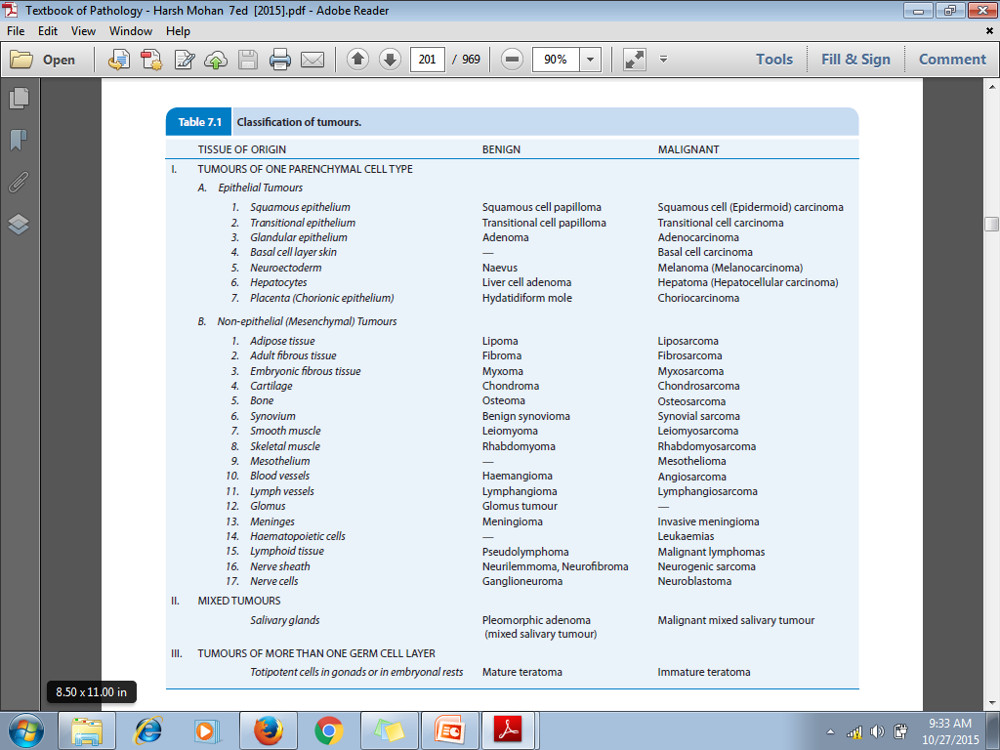 Textbook of Pathology - Harsh Mohan 7ed [2015].pdf - Adobe Reader
File Edit View Window Help
Open 201 / 969 90% Tools Fill & Sign Comment
Table 7.1 Classification of tumours.
TISSUE OF ORIGIN BENIGN MALIGNANT
I. TUMOURS OF ONE PARENCHYMAL CELL TYPE
A. Epithelial Tumours
1. Squamous epithelium Squamous cell papilloma Squamous cell (Epidermoid) carcinoma
2. Transitional epithelium Transitional cell papilloma Transitional cell carcinoma
3. Glandular epithelium Adenoma Adenocarcinoma
4. Basal cell layer skin — Basal cell carcinoma
5. Neuroectoderm Naevus Melanoma (Melanocarcinoma)
6. Hepatocytes Liver cell adenoma Hepatoma (Hepatocellular carcinoma)
7. Placenta (Chorionic epithelium) Hydatidiform mole Choriocarcinoma
B. Non-epithelial (Mesenchymal) Tumours
1. Adipose tissue Lipoma Liposarcoma
2. Adult fibrous tissue Fibroma Fibrosarcoma
3. Embryonic fibrous tissue Myxoma Myxosarcoma
4. Cartilage Chondroma Chondrosarcoma
5. Bone Osteoma Osteosarcoma
6. Synovium Benign synovioma Synovial sarcoma
7. Smooth muscle Leiomyoma Leiomyosarcoma
8. Skeletal muscle Rhabdomyoma Rhabdomyosarcoma
9. Mesothelium — Mesothelioma
10. Blood vessels Haemangioma Angiosarcoma
11. Lymph vessels Lymphangioma Lymphangiosarcoma
12. Glomus Glomus tumour —
13. Meninges Meningioma Invasive meningioma
14. Haematopoietic cells — Leukaemias
15. Lymphoid tissue Pseudolymphoma Malignant lymphomas
16. Nerve sheath Neurilemmoma, Neurofibroma Neurogenic sarcoma
17. Nerve cells Ganglioneuroma Neuroblastoma
II. MIXED TUMOURS
Salivary glands Pleomorphic adenoma Malignant mixed salivary tumour
(mixed salivary tumour)
III. TUMOURS OF MORE THAN ONE GERM CELL LAYER
Totipotent cells in gonads or in embryonal rests Mature teratoma Immature teratoma
8.50 x 11.00 in
9:33 AM
10/27/2015